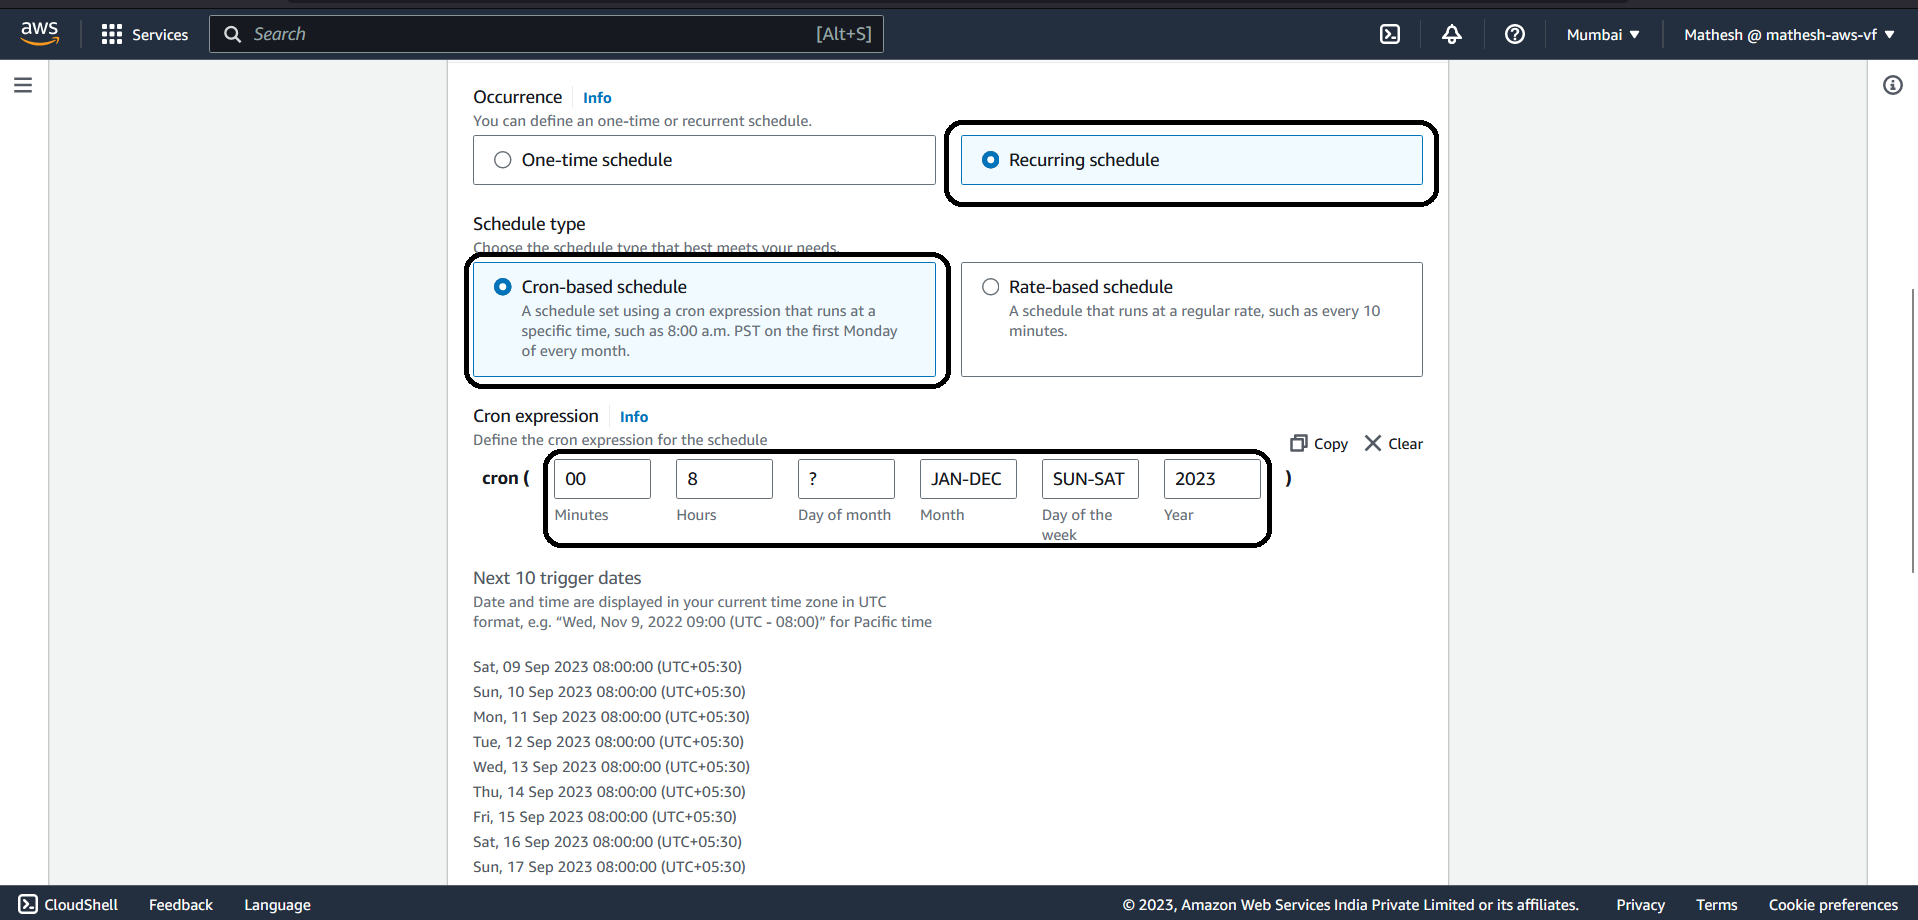 aws Services Search [Alt+S] Mumbai Mathesh @ mathesh-aws-vf
Occurrence Info
You can define an one-time or recurrent schedule.
One-time schedule Recurring schedule
Schedule type
Choose the schedule type that best meets your needs.
Cron-based schedule Rate-based schedule
A schedule set using a cron expression that runs at a A schedule that runs at a regular rate, such as every 10
specific time, such as 8:00 a.m. PST on the first Monday minutes.
of every month.
Cron expression Info
Define the cron expression for the schedule Copy Clear
cron ( 00 8 ? JAN-DEC SUN-SAT 2023 )
Minutes Hours Day of month Month Day of the Year
week
Next 10 trigger dates
Date and time are displayed in your current time zone in UTC
format, e.g. “Wed, Nov 9, 2022 09:00 (UTC - 08:00)” for Pacific time
Sat, 09 Sep 2023 08:00:00 (UTC+05:30)
Sun, 10 Sep 2023 08:00:00 (UTC+05:30)
Mon, 11 Sep 2023 08:00:00 (UTC+05:30)
Tue, 12 Sep 2023 08:00:00 (UTC+05:30)
Wed, 13 Sep 2023 08:00:00 (UTC+05:30)
Thu, 14 Sep 2023 08:00:00 (UTC+05:30)
Fri, 15 Sep 2023 08:00:00 (UTC+05:30)
Sat, 16 Sep 2023 08:00:00 (UTC+05:30)
Sun, 17 Sep 2023 08:00:00 (UTC+05:30)
CloudShell Feedback Language © 2023, Amazon Web Services India Private Limited or its affiliates. Privacy Terms Cookie preferences